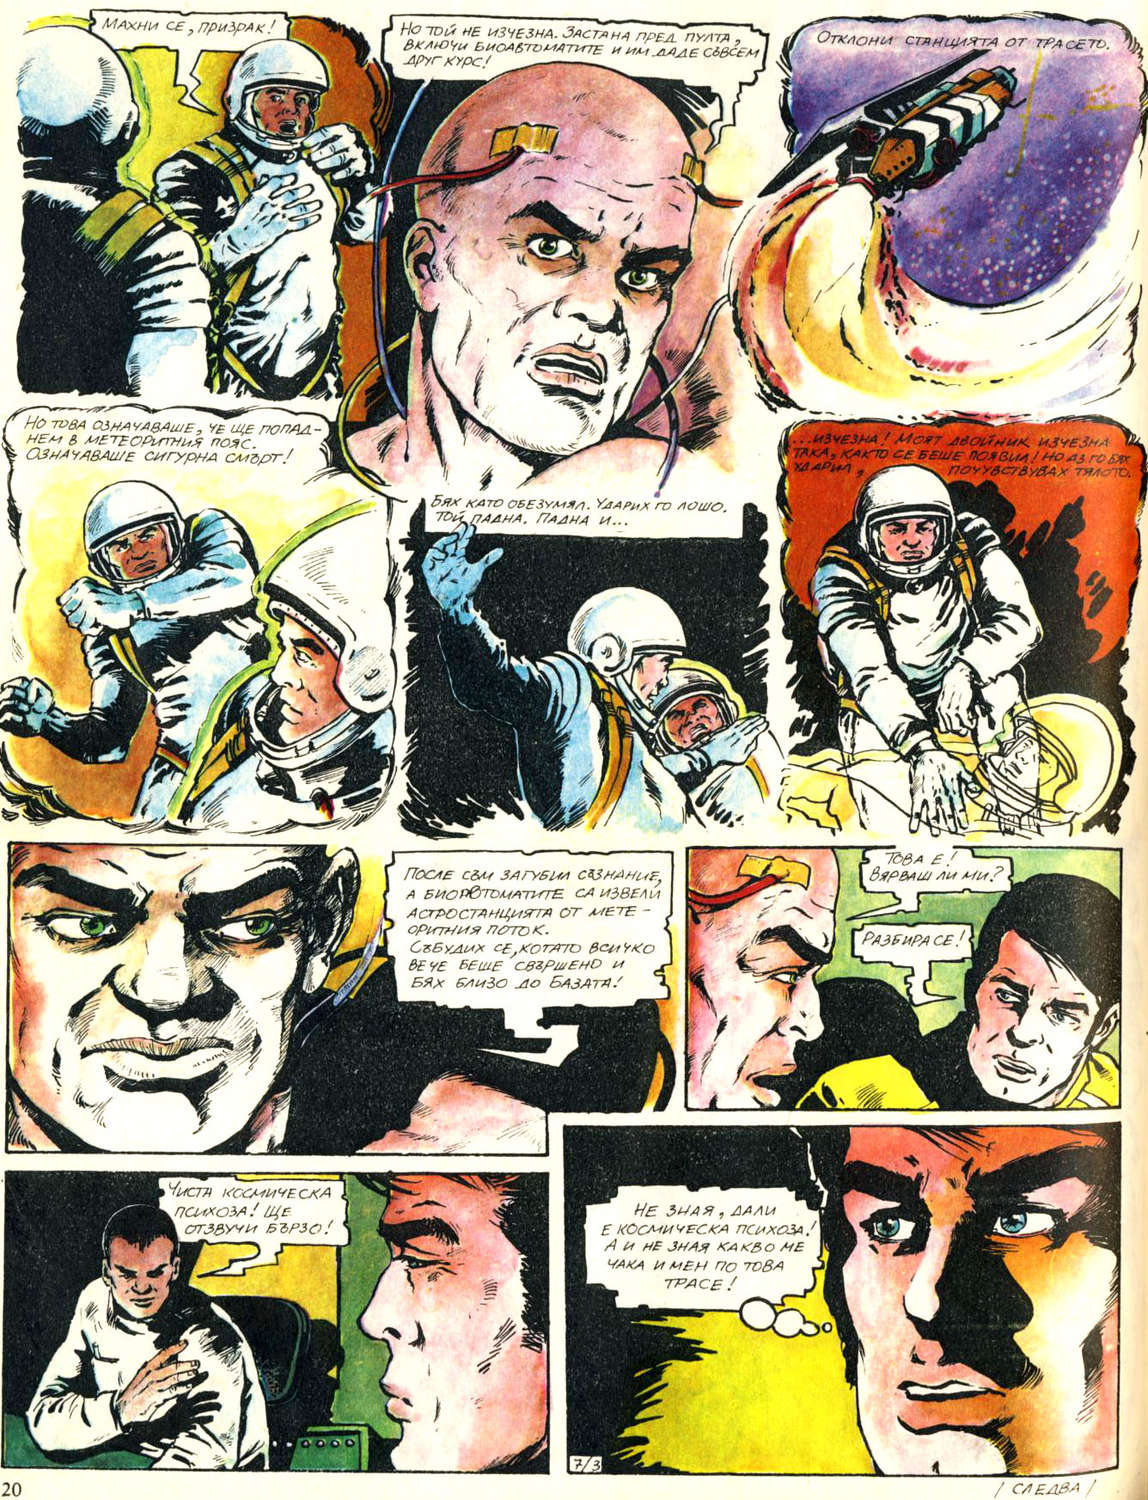 МАХНИ СЕ, ПРИЗРАК!
НО ТОЙ НЕ ИЗЧЕЗНА. ЗАСТАНА ПРЕД ПУЛТА,
ВКЛЮЧИ БИОАВТОМАТИТЕ И ИМ ДАДЕ СЪВСЕМ
ДРУГ КУРС!
ОТКЛОНИ СТАНЦИЯТА ОТ ТРАСЕТО.
НО ТОВА ОЗНАЧАВАШЕ, ЧЕ ЩЕ ПОПАД-
НЕМ В МЕТЕОРИТНИЯ ПОЯС.
ОЗНАЧАВАШЕ СИГУРНА СМЪРТ!
БЯХ КАТО ОБЕЗУМЯЛ. УДАРИХ ГО ЛОШО.
ТОЙ ПАДНА. ПАДНА И...
...ИЗЧЕЗНА! МОЯТ ДВОЙНИК ИЗЧЕЗНА
ТАКА, КАКТО СЕ БЕШЕ ПОЯВИЛ! НО АЗ ГО БЯХ
УДАРИЛ, ПОЧУВСТВУВАХ ТЯЛОТО.
ПОСЛЕ СЪМ ЗАГУБИЛ СЪЗНАНИЕ,
А БИОАВТОМАТИТЕ СА ИЗВЕЛИ
АСТРОСТАНЦИЯТА ОТ МЕТЕ-
ОРИТНИЯ ПОТОК.
СЪБУДИХ СЕ, КОГАТО ВСИЧКО
ВЕЧЕ БЕШЕ СВЪРШЕНО И
БЯХ БЛИЗО ДО БАЗАТА!
ТОВА Е!
ВЯРВАШ ЛИ МИ?
РАЗБИРА СЕ!
ЧИСТА КОСМИЧЕСКА
ПСИХОЗА! ЩЕ
ОТЗВУЧИ БЪРЗО!
НЕ ЗНАЯ, ДАЛИ
Е КОСМИЧЕСКА ПСИХОЗА!
А И НЕ ЗНАЯ КАКВО МЕ
ЧАКА И МЕН ПО ТОВА
ТРАСЕ!
7/3
20
/ СЛЕДВА /